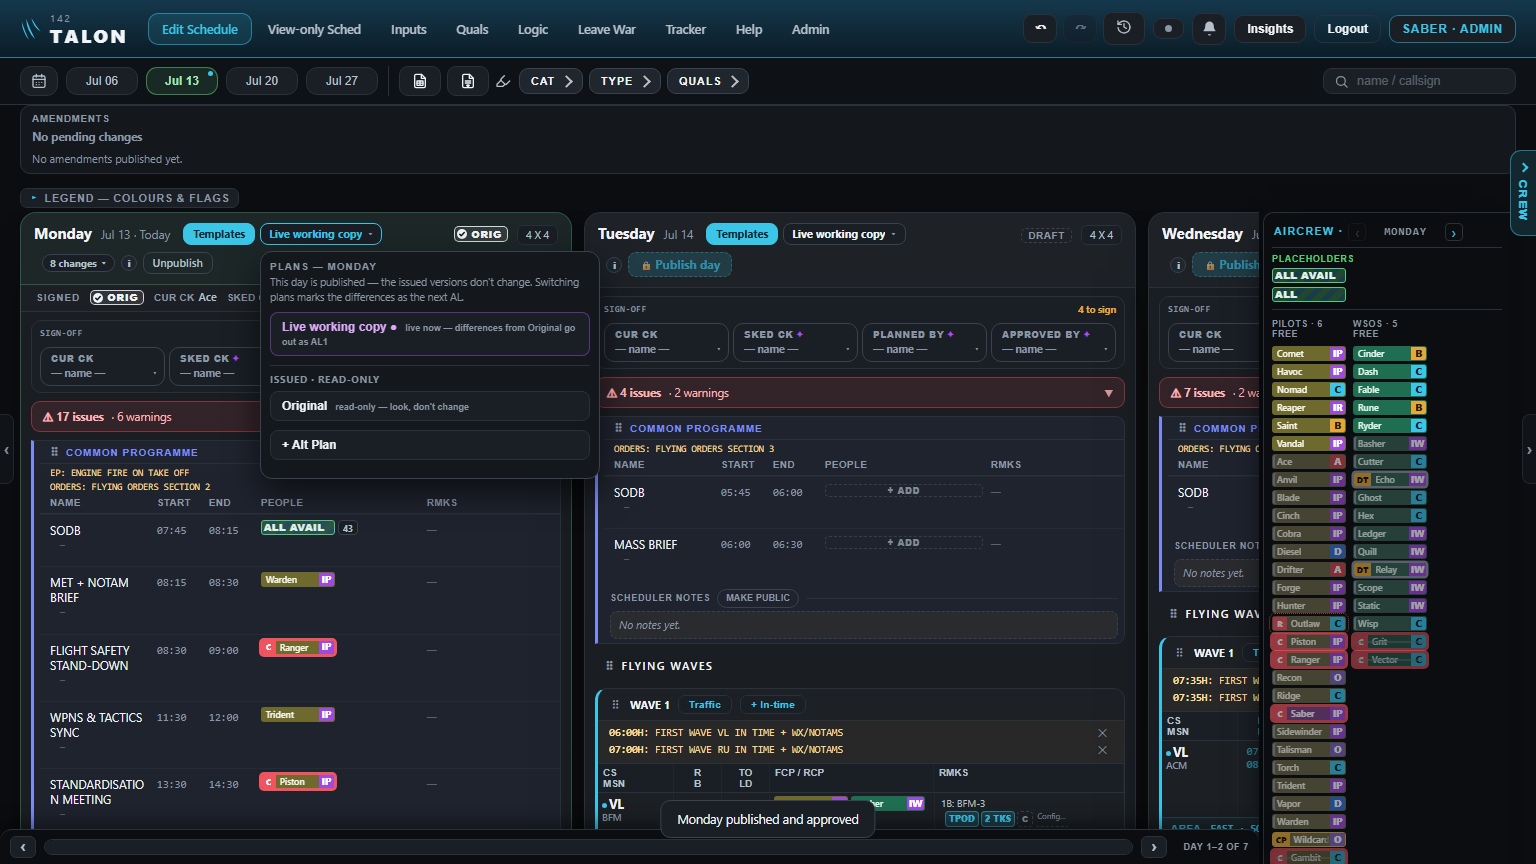 142
TALON
Edit Schedule
View-only Sched
Inputs
Quals
Logic
Leave War
Tracker
Help
Admin
Insights
Logout
SABER · ADMIN
Jul 06
Jul 13
Jul 20
Jul 27
CAT
TYPE
QUALS
name / callsign
AMENDMENTS
No pending changes
No amendments published yet.
CREW
LEGEND — COLOURS & FLAGS
Monday Jul 13 · Today
Templates
Live working copy
ORIG
4 X 4
8 changes
i
Unpublish
SIGNED
ORIG
CUR CK Ace
SKED
SIGN-OFF
CUR CK
— name —
SKED CK
— name —
17 issues · 6 warnings
COMMON PROGRAMME
EP: ENGINE FIRE ON TAKE OFF
ORDERS: FLYING ORDERS SECTION 2
NAME START END PEOPLE RMKS
SODB 07:45 08:15 ALL AVAIL 43 —
—
MET + NOTAM BRIEF 08:15 08:30 Warden IP —
—
FLIGHT SAFETY STAND-DOWN 08:30 09:00 C Ranger IP —
—
WPNS & TACTICS SYNC 11:30 12:00 Trident IP —
—
STANDARDISATIO
N MEETING 13:30 14:30 C Piston IP —
—
PLANS — MONDAY
This day is published — the issued versions don't change. Switching
plans marks the differences as the next AL.
Live working copy ● live now — differences from Original go
out as AL1
ISSUED · READ-ONLY
Original read-only — look, don't change
+ Alt Plan
Tuesday Jul 14
Templates
Live working copy
DRAFT
4 X 4
i
Publish day
SIGN-OFF
4 to sign
CUR CK
— name —
SKED CK
— name —
PLANNED BY
— name —
APPROVED BY
— name —
4 issues · 2 warnings
COMMON PROGRAMME
ORDERS: FLYING ORDERS SECTION 3
NAME START END PEOPLE RMKS
SODB 05:45 06:00 + ADD —
—
MASS BRIEF 06:00 06:30 + ADD —
—
SCHEDULER NOTES
MAKE PUBLIC
No notes yet.
FLYING WAVES
WAVE 1
Traffic
+ In-time
06:00H: FIRST WAVE VL IN TIME + WX/NOTAMS
07:00H: FIRST WAVE RU IN TIME + WX/NOTAMS
CS
MSN
R
B
TO
LD
FCP / RCP
RMKS
VL
BFM
IW
1B: BFM-3
TPOD
2 TKS
C
Config...
Monday published and approved
Wednesday
i
Publish
SIGN-OFF
CUR CK
— name —
7 issues
COMMON P
ORDERS: FLYING O
NAME
SODB
—
SCHEDULER NOT
No notes yet.
FLYING WAV
WAVE 1
07:35H: FIRST W
07:35H: FIRST W
CS
MSN
VL
ACM
AIRCREW ·
MONDAY
PLACEHOLDERS
ALL AVAIL
ALL
PILOTS · 6
FREE
WSOS · 5
FREE
Comet IP Cinder B
Havoc IP Dash C
Nomad C Fable C
Reaper IR Rune B
Saint B Ryder C
Vandal IP Basher IW
Ace A Cutter C
Anvil IP DT Echo IW
Blade IP Ghost C
Cinch IP Hex C
Cobra IP Ledger IW
Diesel D Quill IW
Drifter A DT Relay IW
Forge IP Scope IW
Hunter IP Static IW
R Outlaw C Wisp C
C Piston IP C Grit C
C Ranger IP C Vector C
Recon O
Ridge C
C Saber IP
Sidewinder IP
Talisman O
Torch C
Trident IP
Vapor D
Warden IP
CP Wildcard O
C Gambit C
DAY 1–2 OF 7